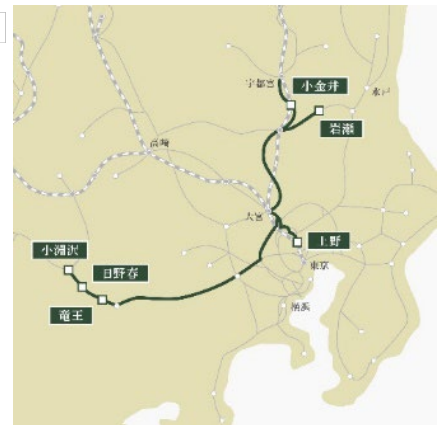 宇都宮
小金井
水戸
岩瀬
高崎
大宮
上野
小淵沢
東京
日野春
竜王
横浜